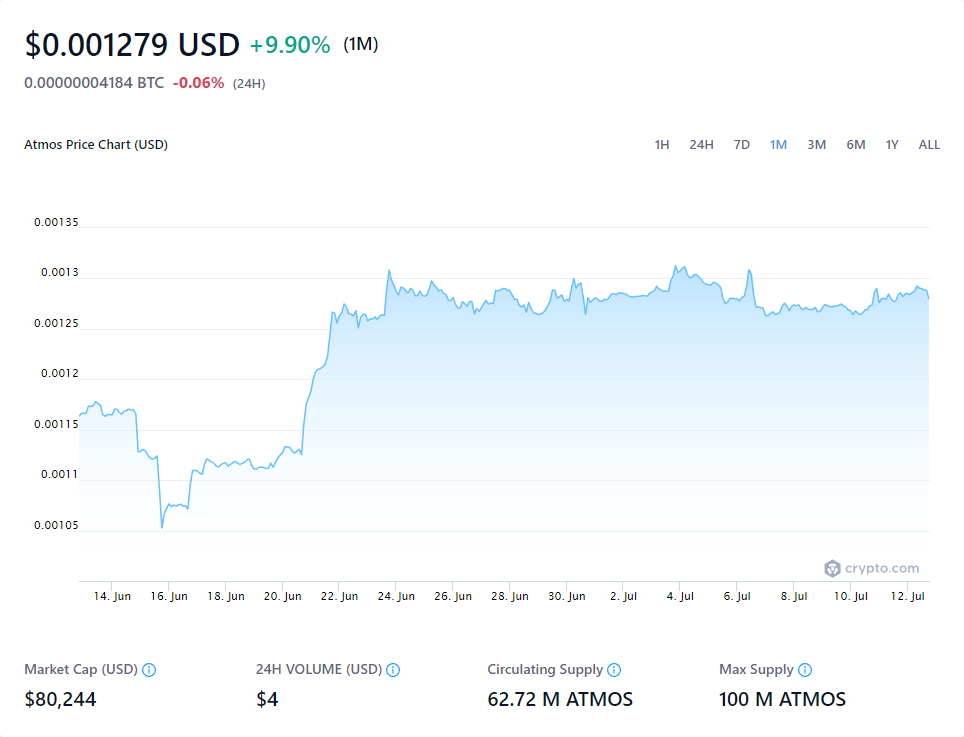 $0.001279 USD +9.90% (1M)
0.00000004184 BTC -0.06% (24H)
Atmos Price Chart (USD) 1H 24H 7D 1M 3M 6M 1Y ALL
0.00135
0.0013
0.00125
0.0012
0.00115
0.0011
0.00105
crypto.com
14. Jun 16. Jun 18. Jun 20. Jun 22. Jun 24. Jun 26. Jun 28. Jun 30. Jun 2. Jul 4. Jul 6. Jul 8. Jul 10. Jul 12. Jul
Market Cap (USD) 24H VOLUME (USD) Circulating Supply Max Supply
$80,244 $4 62.72 M ATMOS 100 M ATMOS